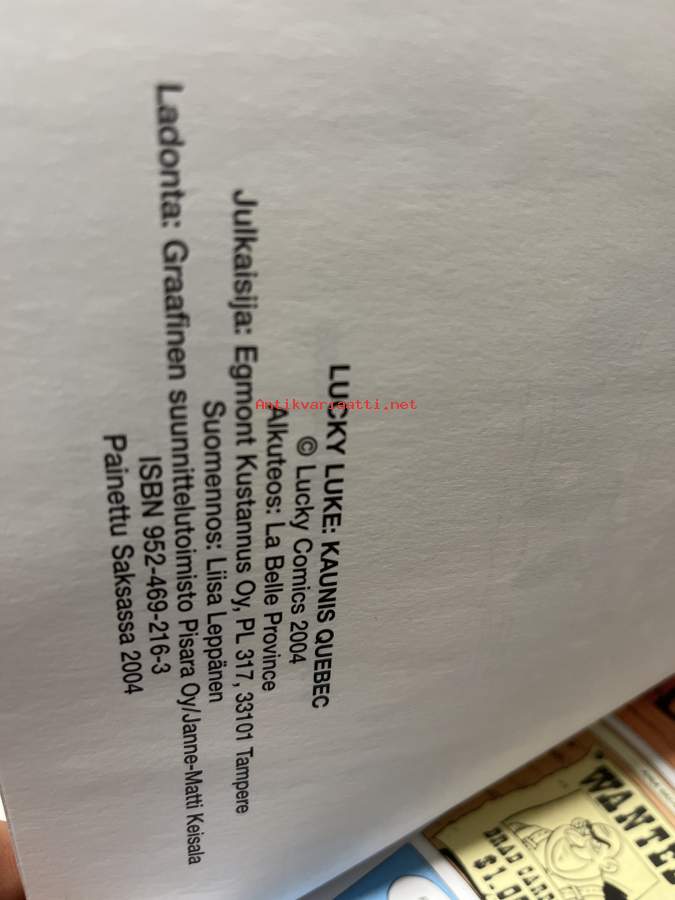 LUCKY LUKE: KAUNIS QUEBEC
© Lucky Comics 2004
Alkuteos: La Belle Province
Julkaisija: Egmont Kustannus Oy, PL 317, 33101 Tampere
Suomennos: Liisa Leppänen
Ladonta: Graafinen suunnittelutoimisto Pisara Oy/Janne-Matti Keisala
ISBN 952-469-216-3
Painettu Saksassa 2004
Antikvariaatti.net
WANTED
BRAD